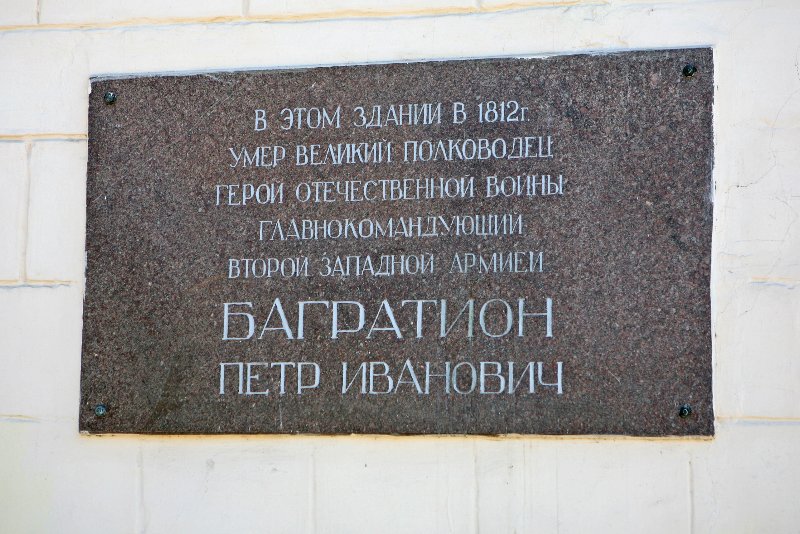 В ЭТОМ ЗДАНИИ В 1812г.
УМЕР ВЕЛИКИЙ ПОЛКОВОДЕЦ
ГЕРОЙ ОТЕЧЕСТВЕННОЙ ВОЙНЫ
ГЛАВНОКОМАНДУЮЩИЙ
ВТОРОЙ ЗАПАДНОЙ АРМИЕЙ
БАГРАТИОН
ПЕТР ИВАНОВИЧ